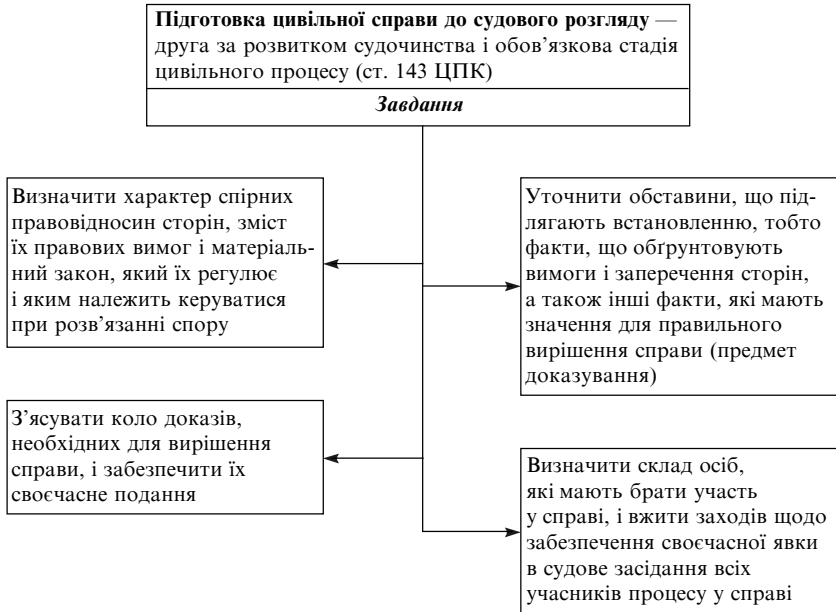 Підготовка цивільної справи до судового розгляду —
друга за розвитком судочинства і обов’язкова стадія
цивільного процесу (ст. 143 ЦПК)
Завдання
Визначити характер спірних
правовідносин сторін, зміст
їх правових вимог і матеріаль-
ний закон, який їх регулює
і яким належить керуватися
при розв’язанні спору
Уточнити обставини, що під-
лягають встановленню, тобто
факти, що обґрунтовують
вимоги і заперечення сторін,
а також інші факти, які мають
значення для правильного
вирішення справи (предмет
доказування)
З’ясувати коло доказів,
необхідних для вирішення
справи, і забезпечити їх
своєчасне подання
Визначити склад осіб,
які мають брати участь
у справі, і вжити заходів щодо
забезпечення своєчасної явки
в судове засідання всіх
учасників процесу у справі